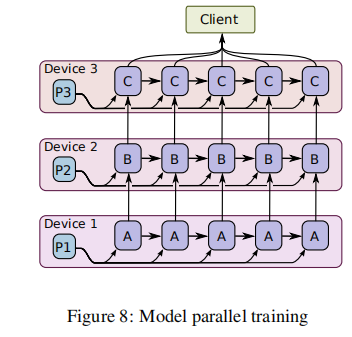 Client
Device 3
P3
C C C C C
Device 2
P2
B B B B B
Device 1
P1
A A A A A
Figure 8: Model parallel training